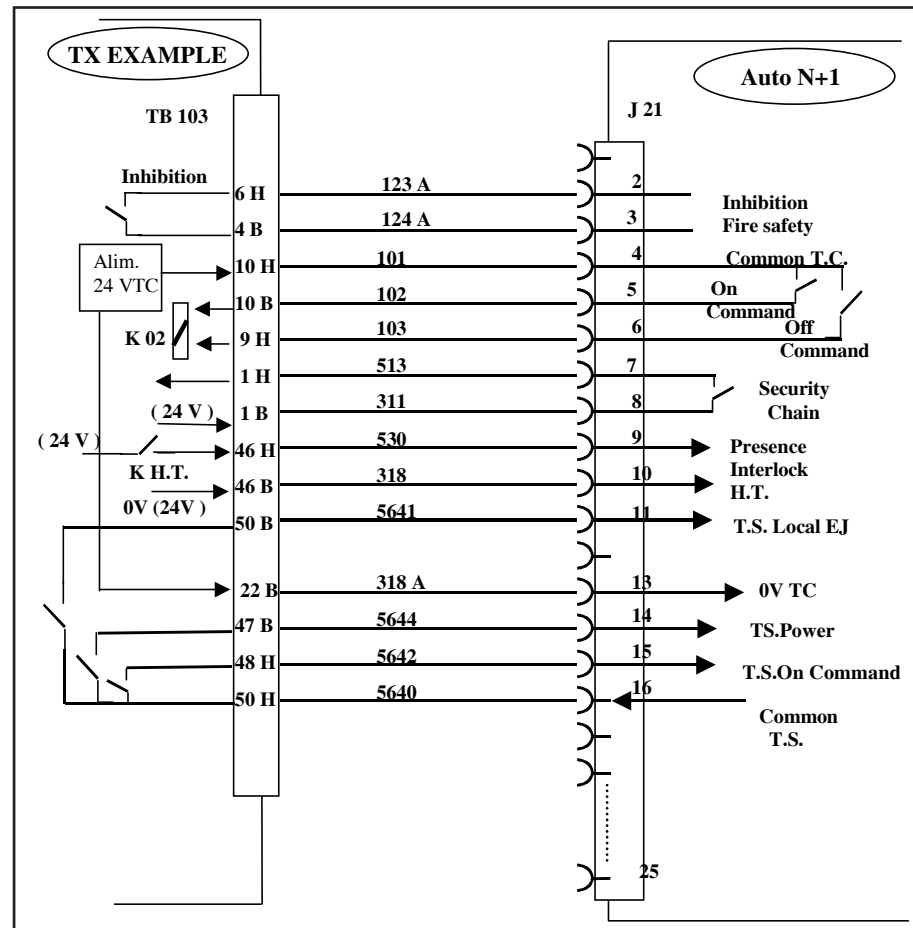 TX EXAMPLE
Auto N+1
TB 103
J 21
Inhibition
6 H
123 A
2
Inhibition
Fire safety
4 B
124 A
3
Alim.
24 VTC
10 H
101
4
Common T.C.
10 B
102
5
On
Command
K 02
9 H
103
6
Off
Command
1 H
513
7
Security
Chain
( 24 V )
1 B
311
8
( 24 V )
K H.T.
46 H
530
9
Presence
Interlock
H.T.
0V (24V )
46 B
318
10
50 B
5641
11
T.S. Local EJ
22 B
318 A
13
0V TC
47 B
5644
14
TS.Power
48 H
5642
15
T.S.On Command
50 H
5640
16
Common
T.S.
25